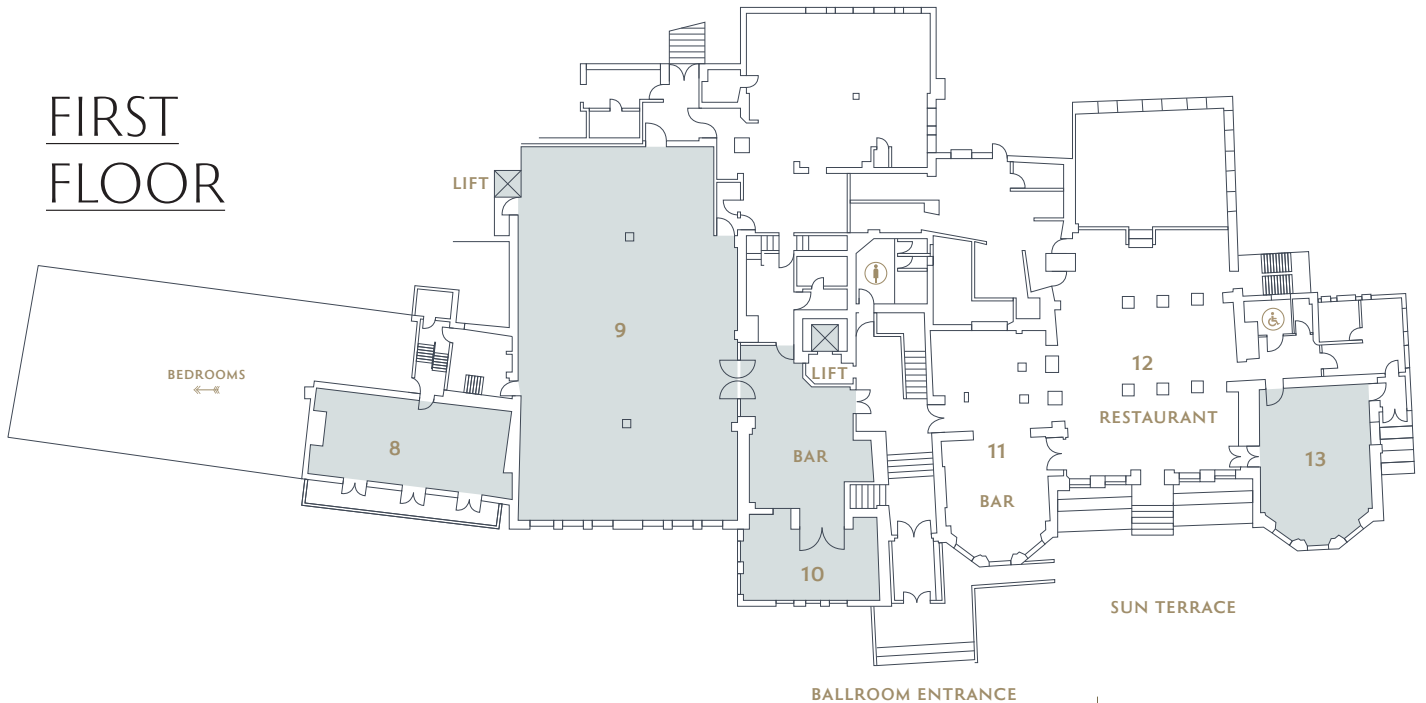 FIRST
FLOOR
LIFT
9
BEDROOMS
8
LIFT
BAR
10
11
BAR
12
RESTAURANT
13
SUN TERRACE
BALLROOM ENTRANCE